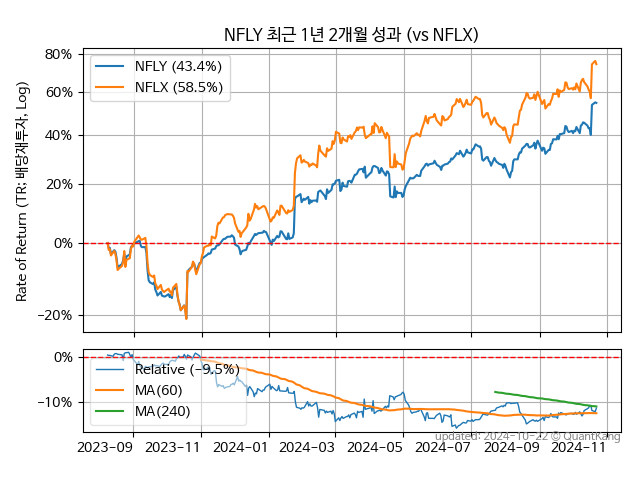 NFLY 최근 1년 2개월 성과 (vs NFLX)
Rate of Return (TR; 배당재투자, Log)
80%
60%
40%
20%
0%
−20%
NFLY (43.4%)
NFLX (58.5%)
0%
−10%
Relative (−9.5%)
MA(60)
MA(240)
updated: 2024-10-22 © QuantKang
2023−09 2023−11 2024−01 2024−03 2024−05 2024−07 2024−09 2024−11